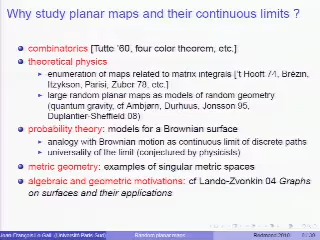 Why study planar maps and their continuous limits ?
combinatorics [Tutte '60, four color theorem, etc.]
theoretical physics
enumeration of maps related to matrix integrals ['t Hooft 74, Brézin,
Itzykson, Parisi, Zuber 78, etc.]
large random planar maps as models of random geometry
(quantum gravity, cf Ambjørn, Durhuus, Jonsson 95,
Duplantier-Sheffield 08)
probability theory: models for a Brownian surface
analogy with Brownian motion as continuous limit of discrete paths
universality of the limit (conjectured by physicists)
metric geometry: examples of singular metric spaces
algebraic and geometric motivations: cf Lando-Zvonkin 04 Graphs
on surfaces and their applications
Jean-François Le Gall (Université Paris-Sud) Random planar maps Redmond 2010